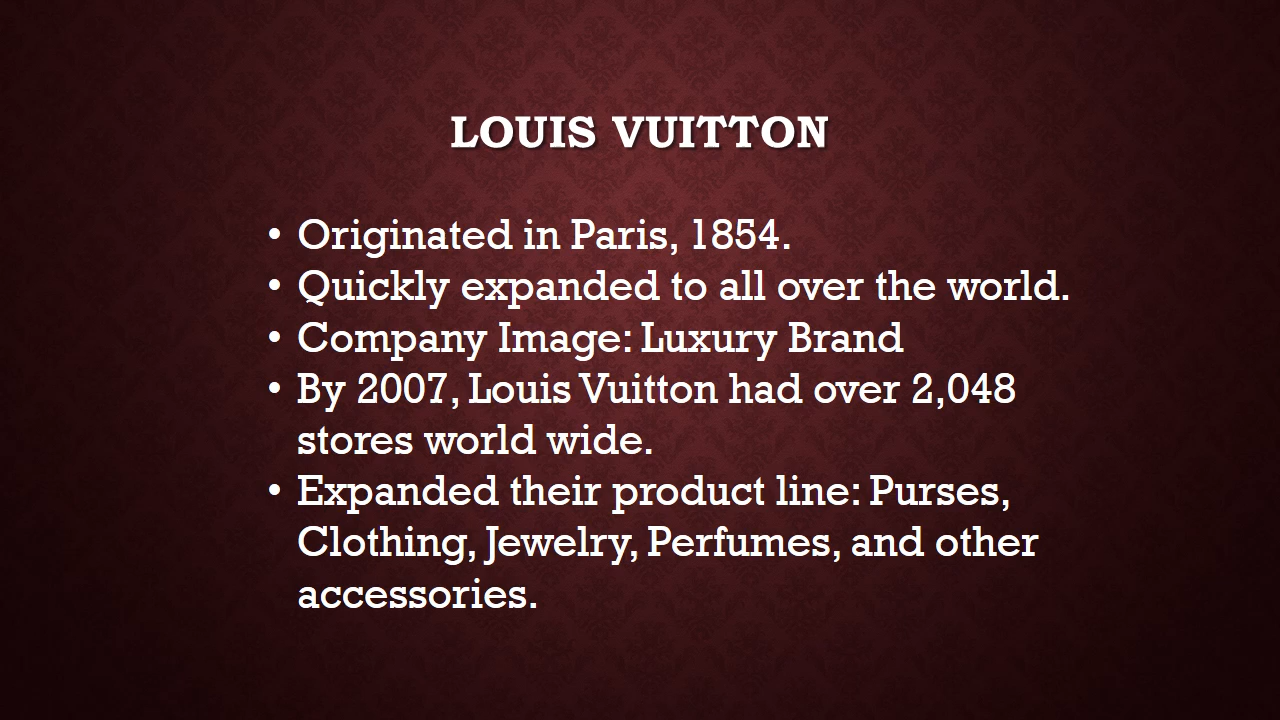 LOUIS VUITTON
• Originated in Paris, 1854.
• Quickly expanded to all over the world.
• Company Image: Luxury Brand
• By 2007, Louis Vuitton had over 2,048
stores world wide.
• Expanded their product line: Purses,
Clothing, Jewelry, Perfumes, and other
accessories.